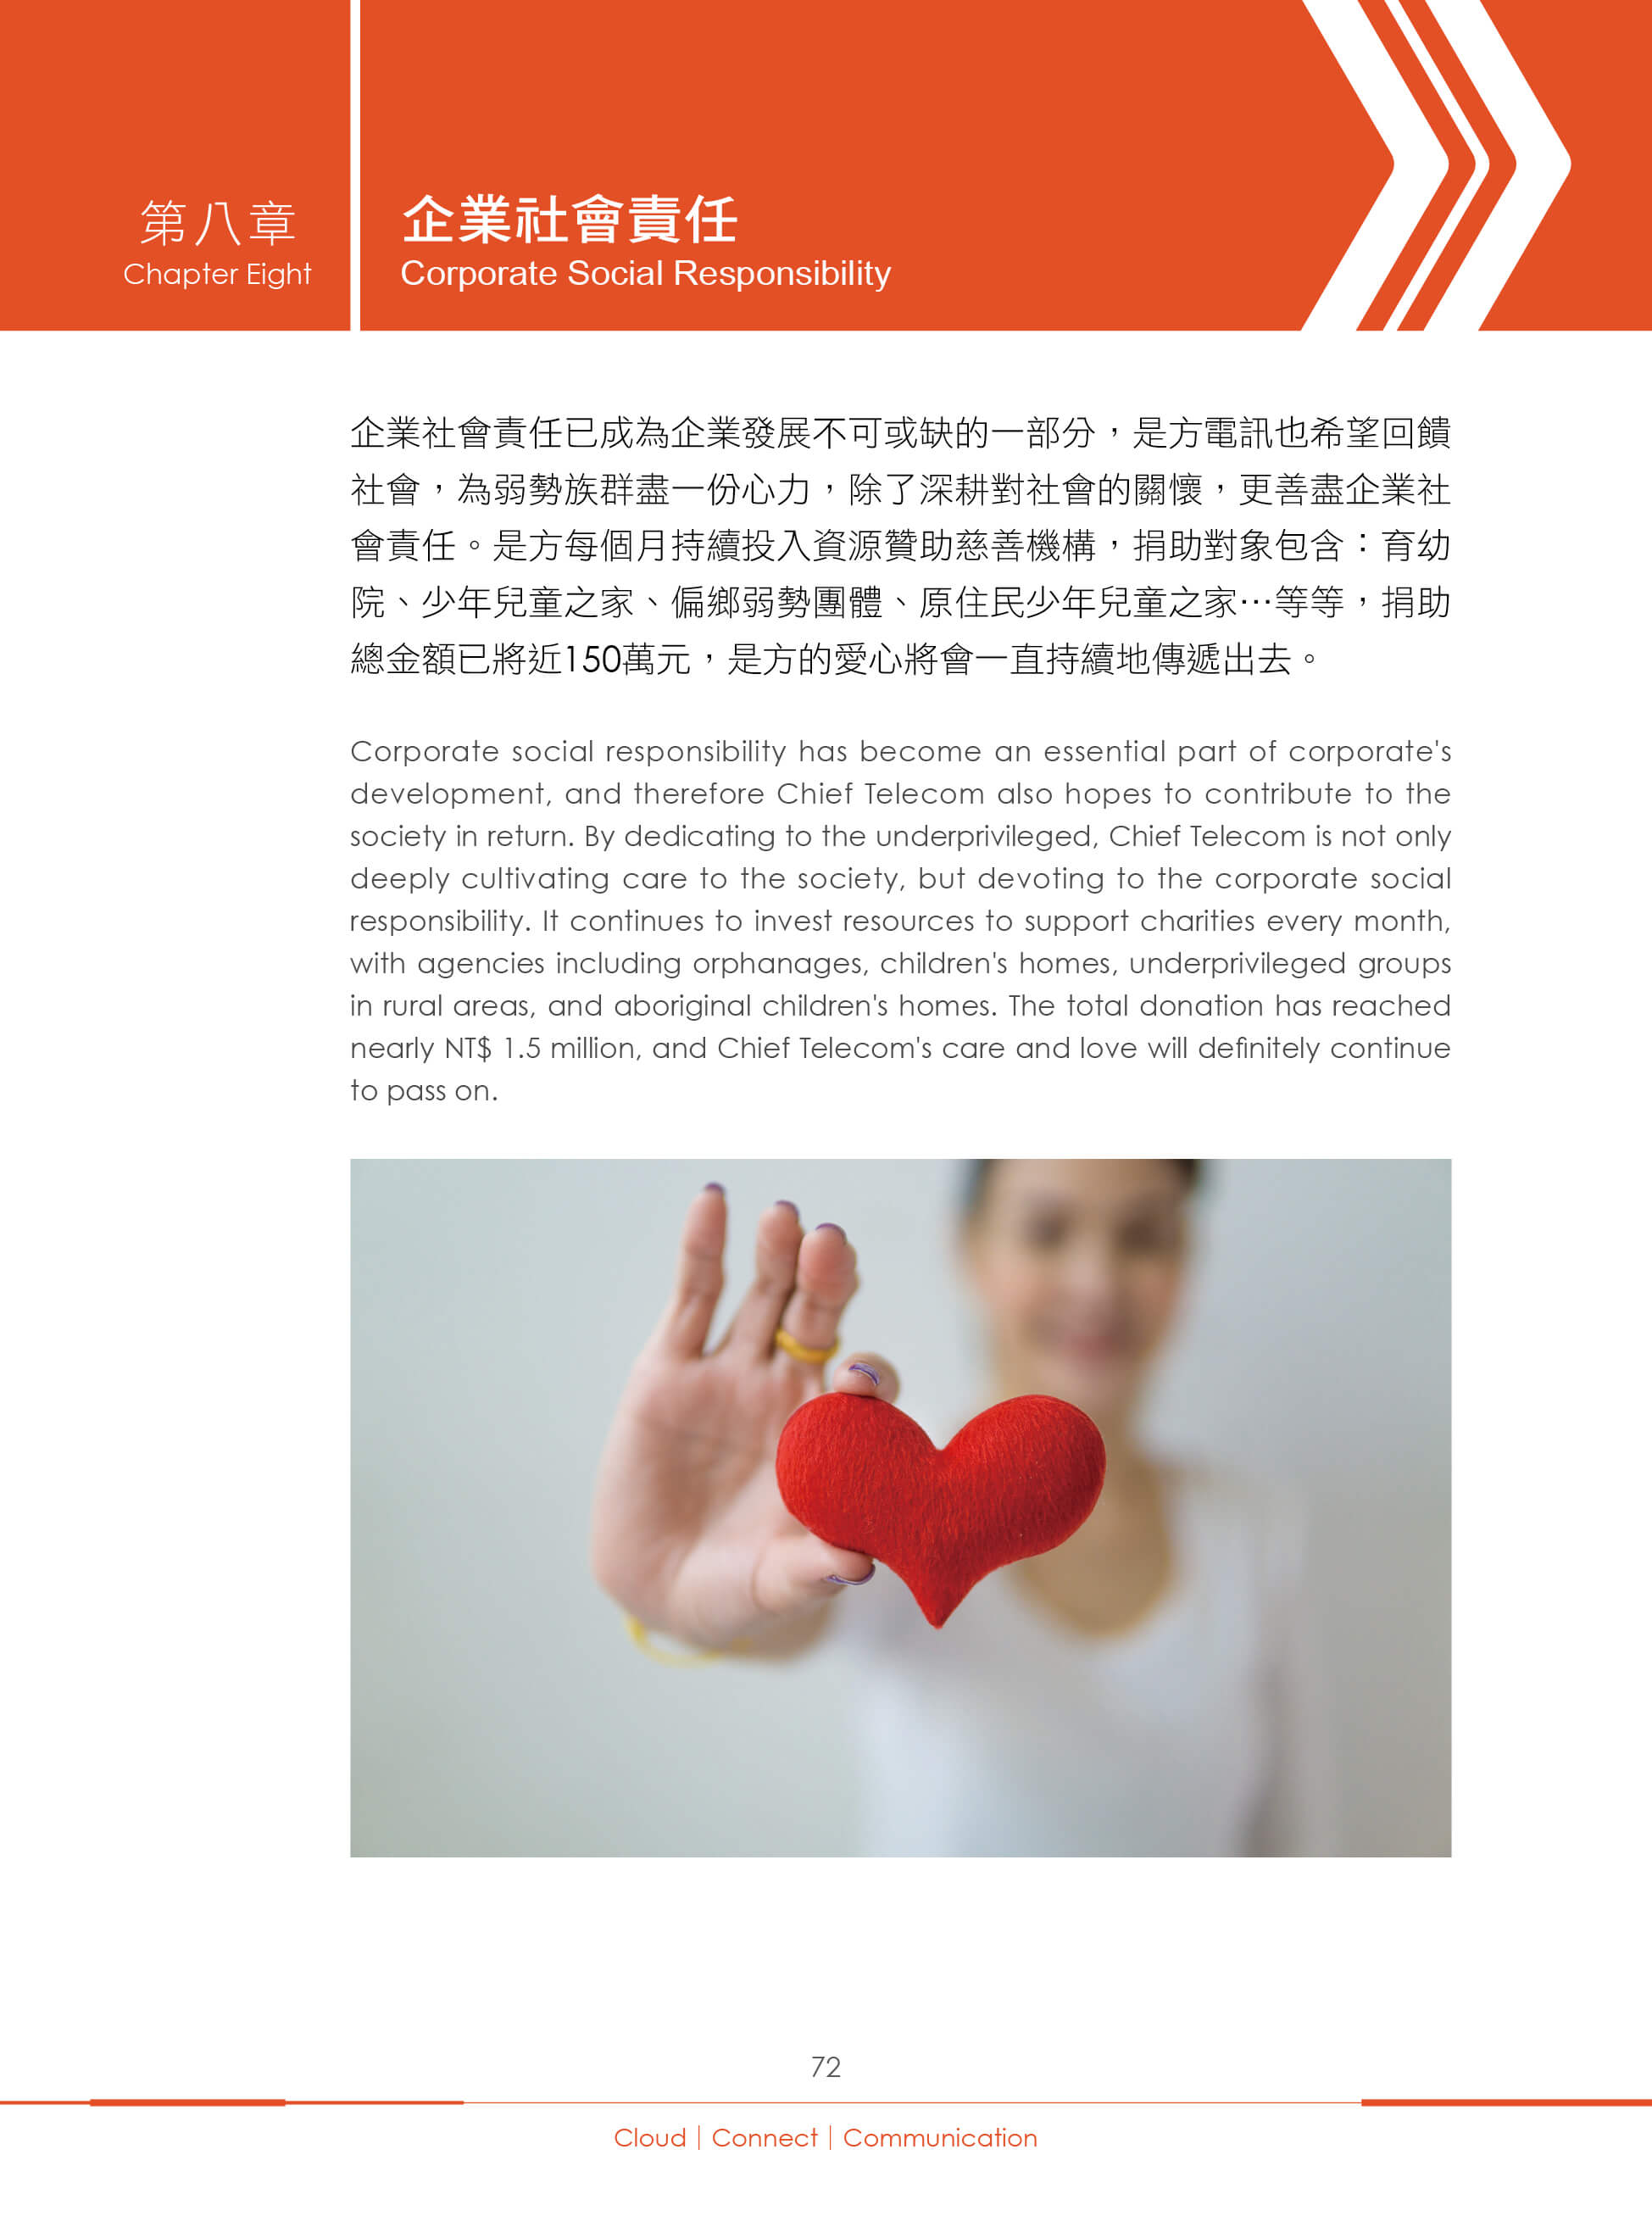 第八章
Chapter Eight
企業社會責任
Corporate Social Responsibility
企業社會責任已成為企業發展不可或缺的一部分，是方電訊也希望回饋
社會，為弱勢族群盡一份心力，除了深耕對社會的關懷，更善盡企業社
會責任。是方每個月持續投入資源贊助慈善機構，捐助對象包含：育幼
院、少年兒童之家、偏鄉弱勢團體、原住民少年兒童之家…等等，捐助
總金額已將近150萬元，是方的愛心將會一直持續地傳遞出去。
Corporate social responsibility has become an essential part of corporate's
development, and therefore Chief Telecom also hopes to contribute to the
society in return. By dedicating to the underprivileged, Chief Telecom is not only
deeply cultivating care to the society, but devoting to the corporate social
responsibility. It continues to invest resources to support charities every month,
with agencies including orphanages, children's homes, underprivileged groups
in rural areas, and aboriginal children's homes. The total donation has reached
nearly NT$ 1.5 million, and Chief Telecom's care and love will definitely continue
to pass on.
72
Cloud｜Connect｜Communication